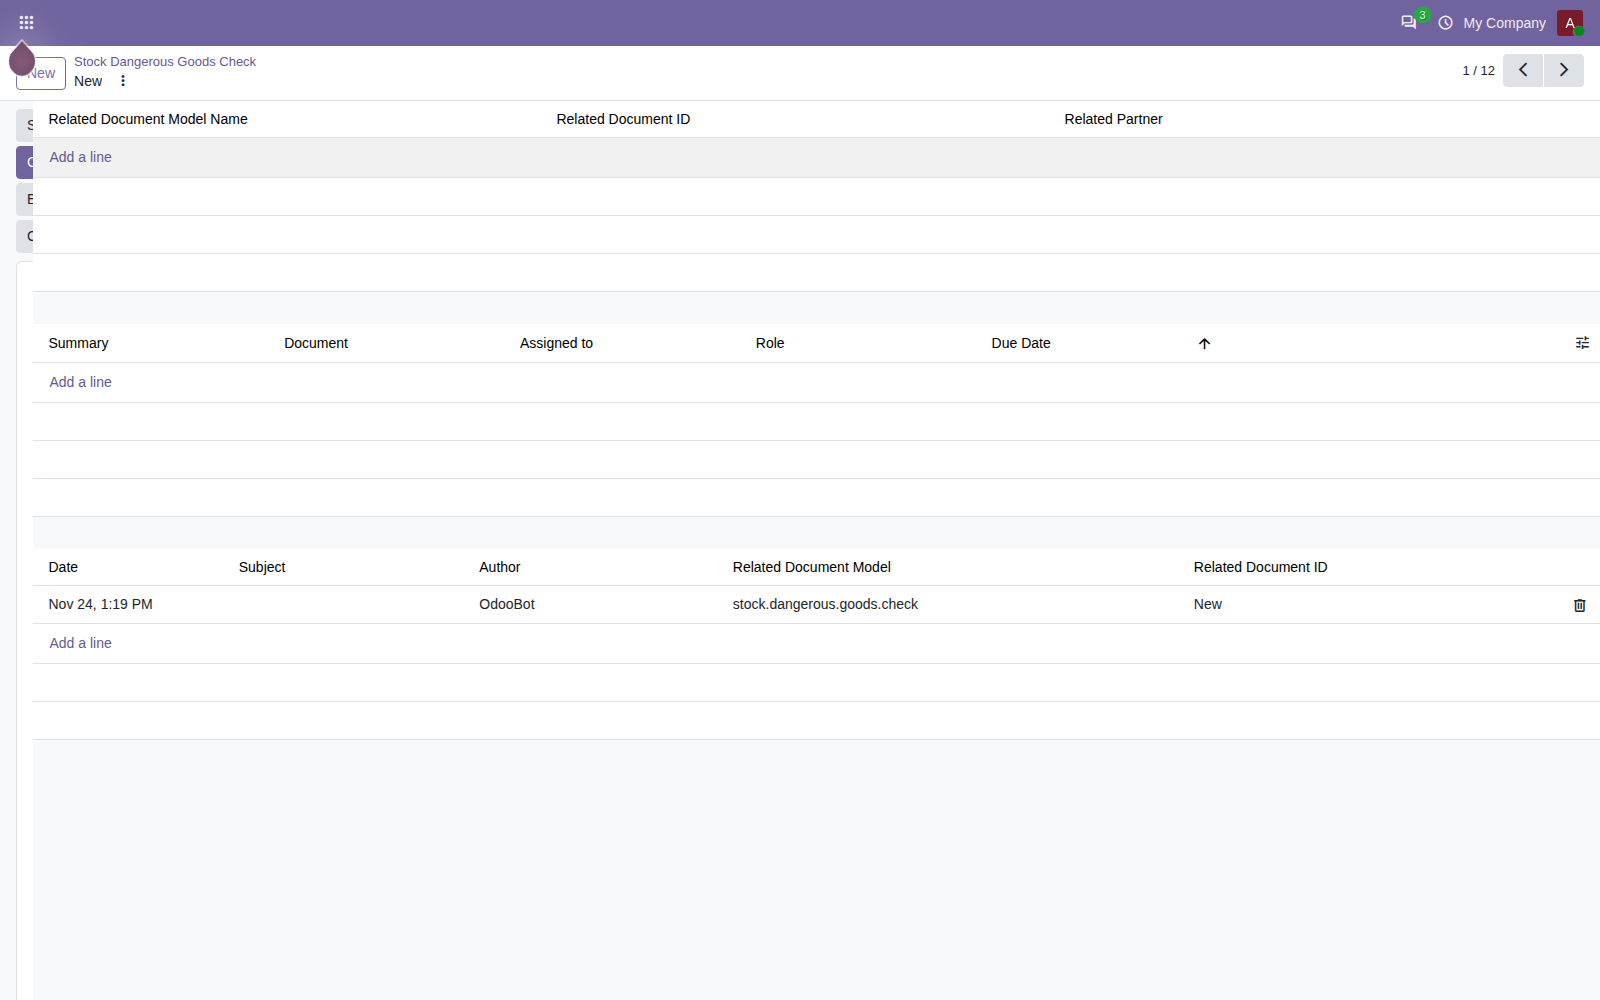 3
My Company
A
New
Stock Dangerous Goods Check
New
1 / 12
Related Document Model Name Related Document ID Related Partner
Add a line
Summary Document Assigned to Role Due Date
Add a line
Date Subject Author Related Document Model Related Document ID
Nov 24, 1:19 PM OdooBot stock.dangerous.goods.check New
Add a line